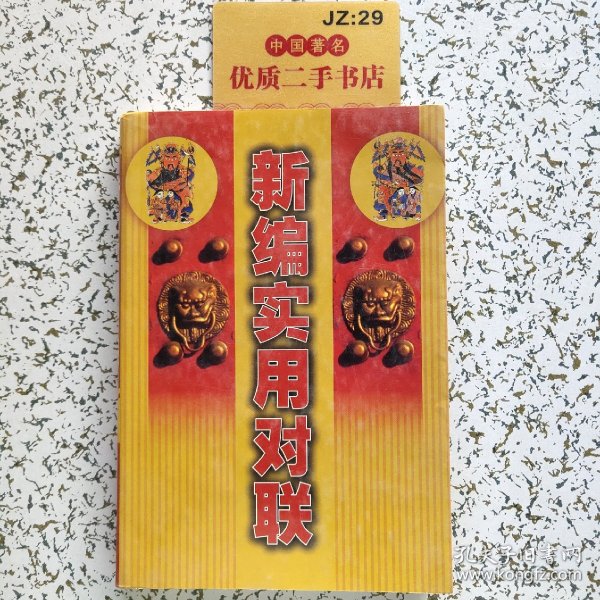 JZ:29
中国著名
优质二手书店
新编实用对联
孔夫子旧书网
kongfz.com